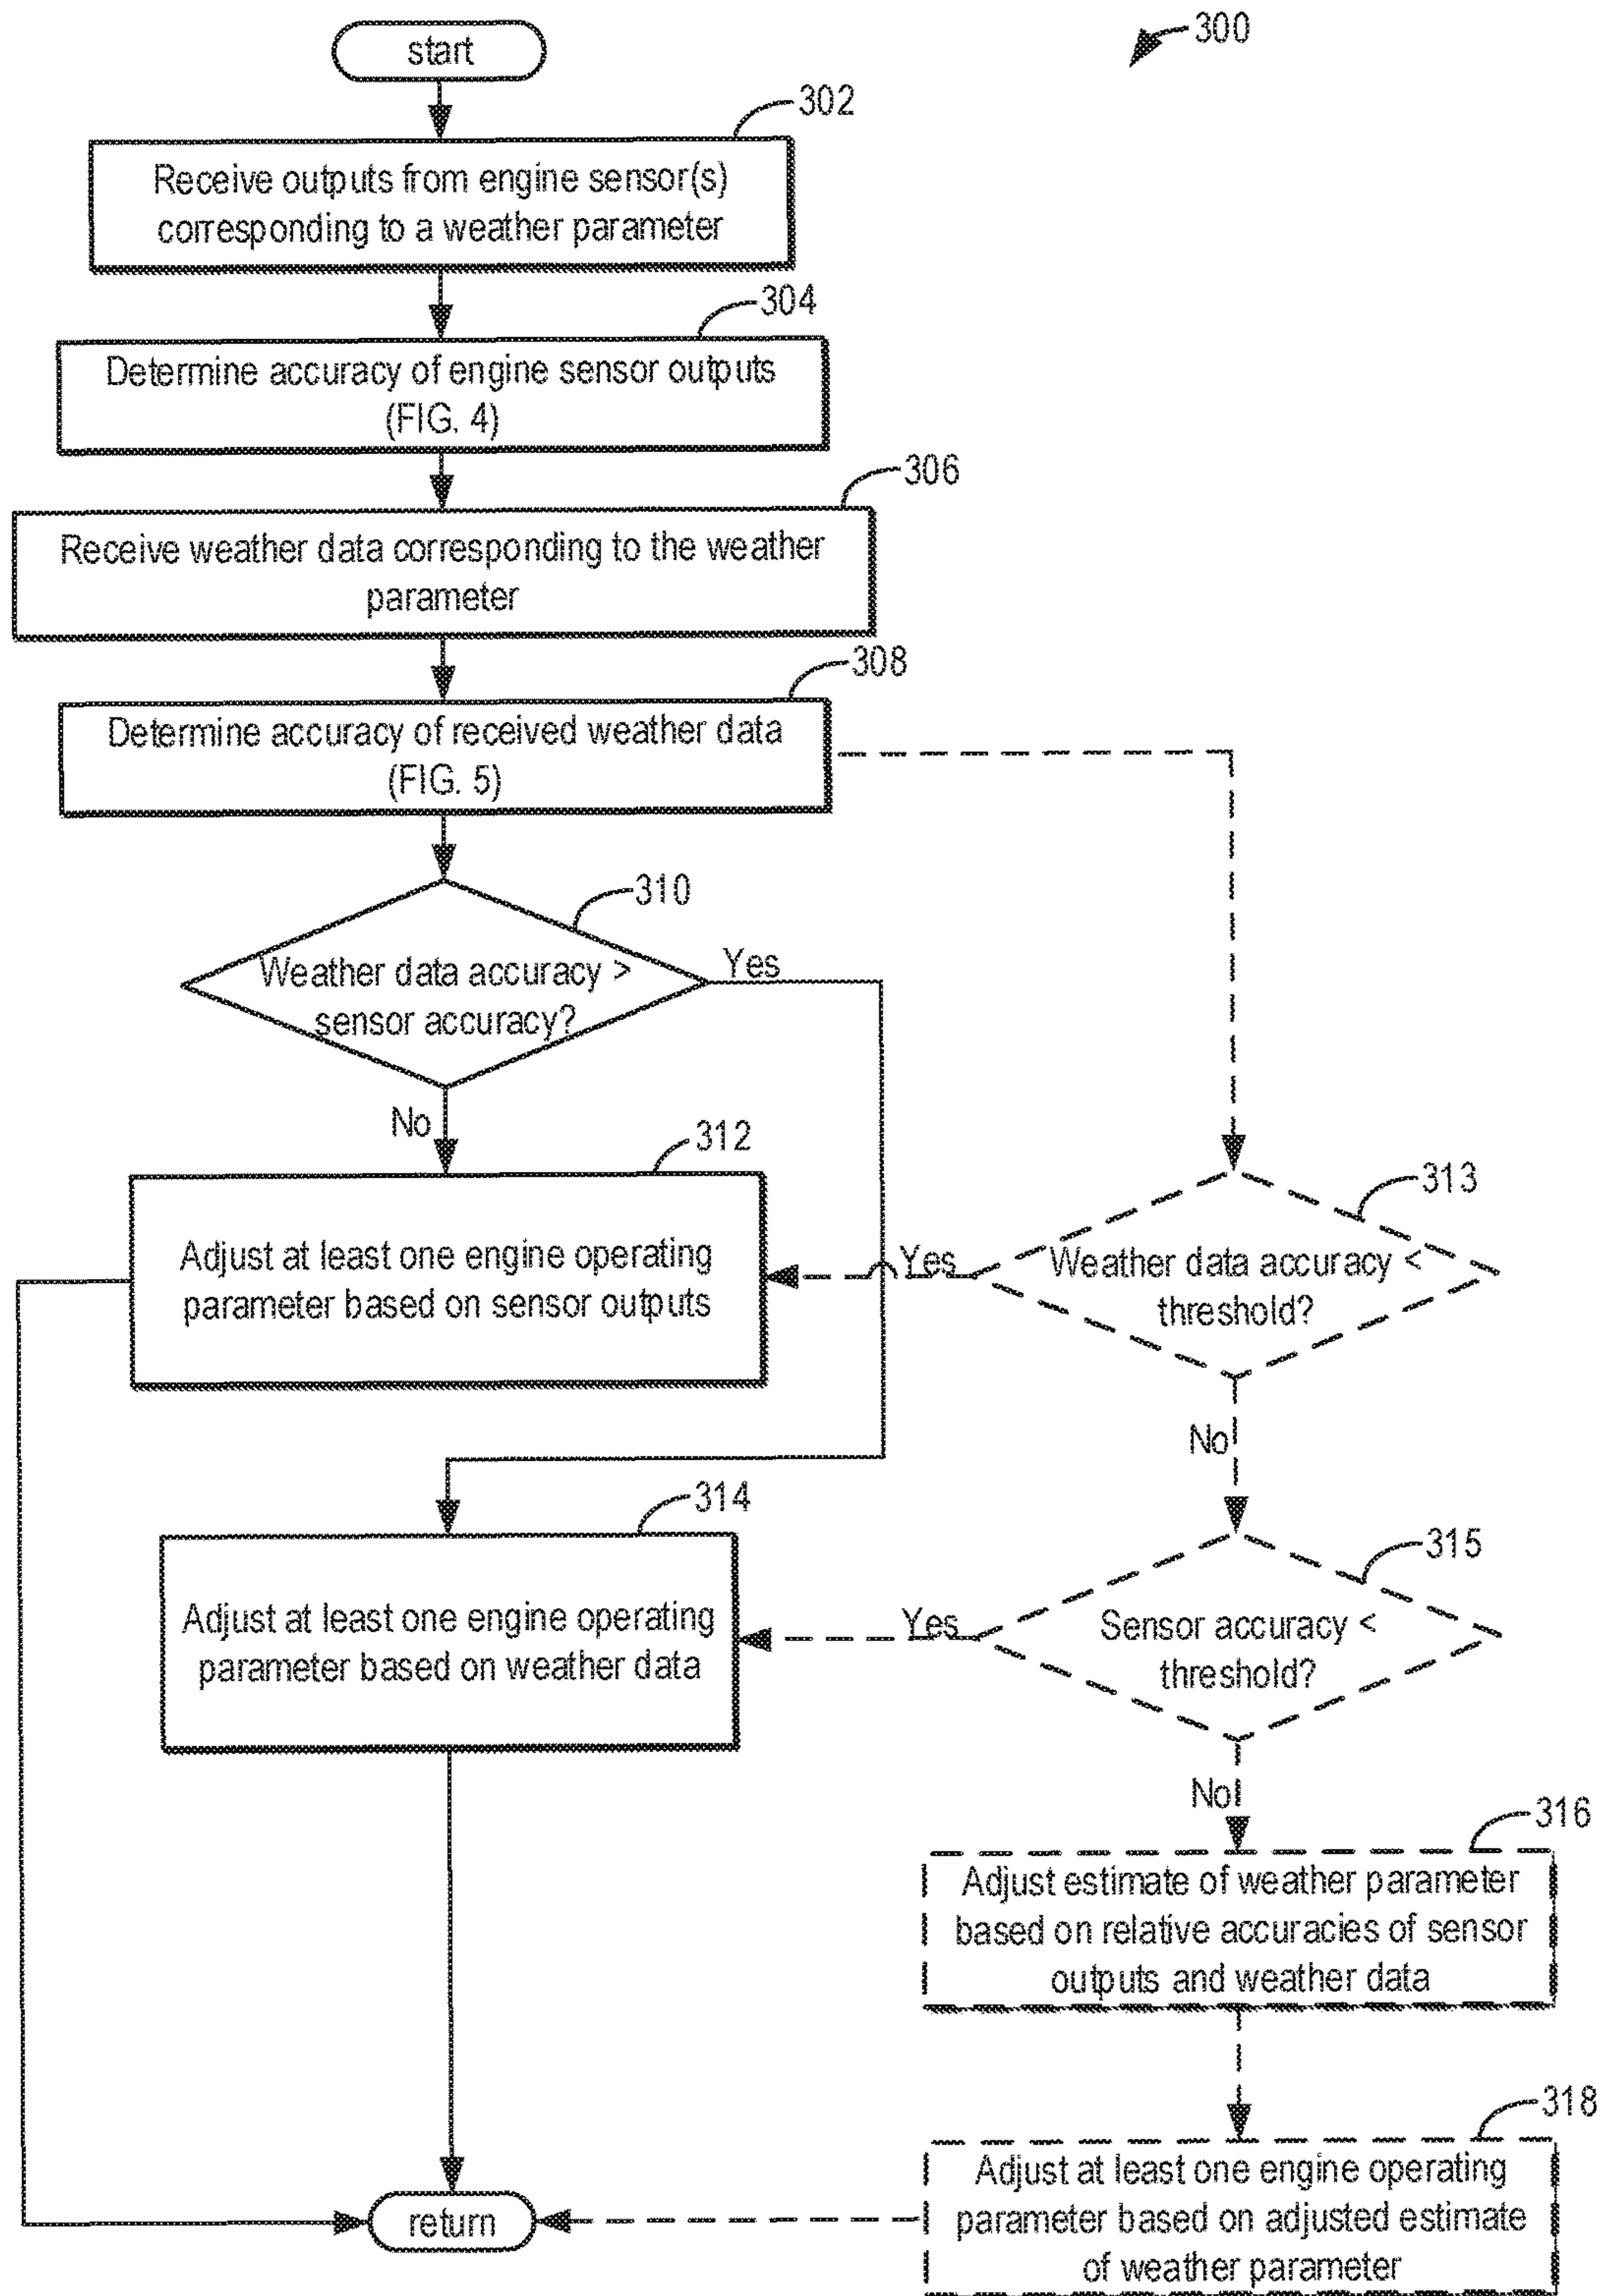 start
300
302
Receive outputs from engine sensor(s)
corresponding to a weather parameter
304
Determine accuracy of engine sensor outputs
(FIG. 4)
306
Receive weather data corresponding to the weather
parameter
308
Determine accuracy of received weather data
(FIG. 5)
310
Weather data accuracy >
sensor accuracy?
Yes
No
312
Adjust at least one engine operating
parameter based on sensor outputs
313
Weather data accuracy <
threshold?
Yes
No
314
Adjust at least one engine operating
parameter based on weather data
315
Sensor accuracy <
threshold?
Yes
No
316
Adjust estimate of weather parameter
based on relative accuracies of sensor
outputs and weather data
318
Adjust at least one engine operating
parameter based on adjusted estimate
of weather parameter
return